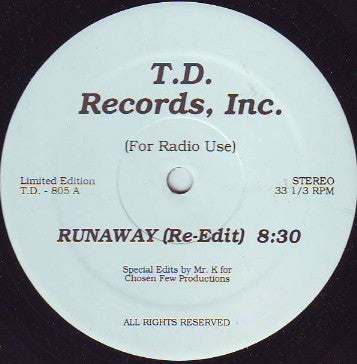 T.D.
Records, Inc.
(For Radio Use)
Limited Edition
T.D. - 805 A
STEREO
33 1/3 RPM
RUNAWAY (Re-Edit) 8:30
Special Edits by Mr. K for
Chosen Few Productions
ALL RIGHTS RESERVED